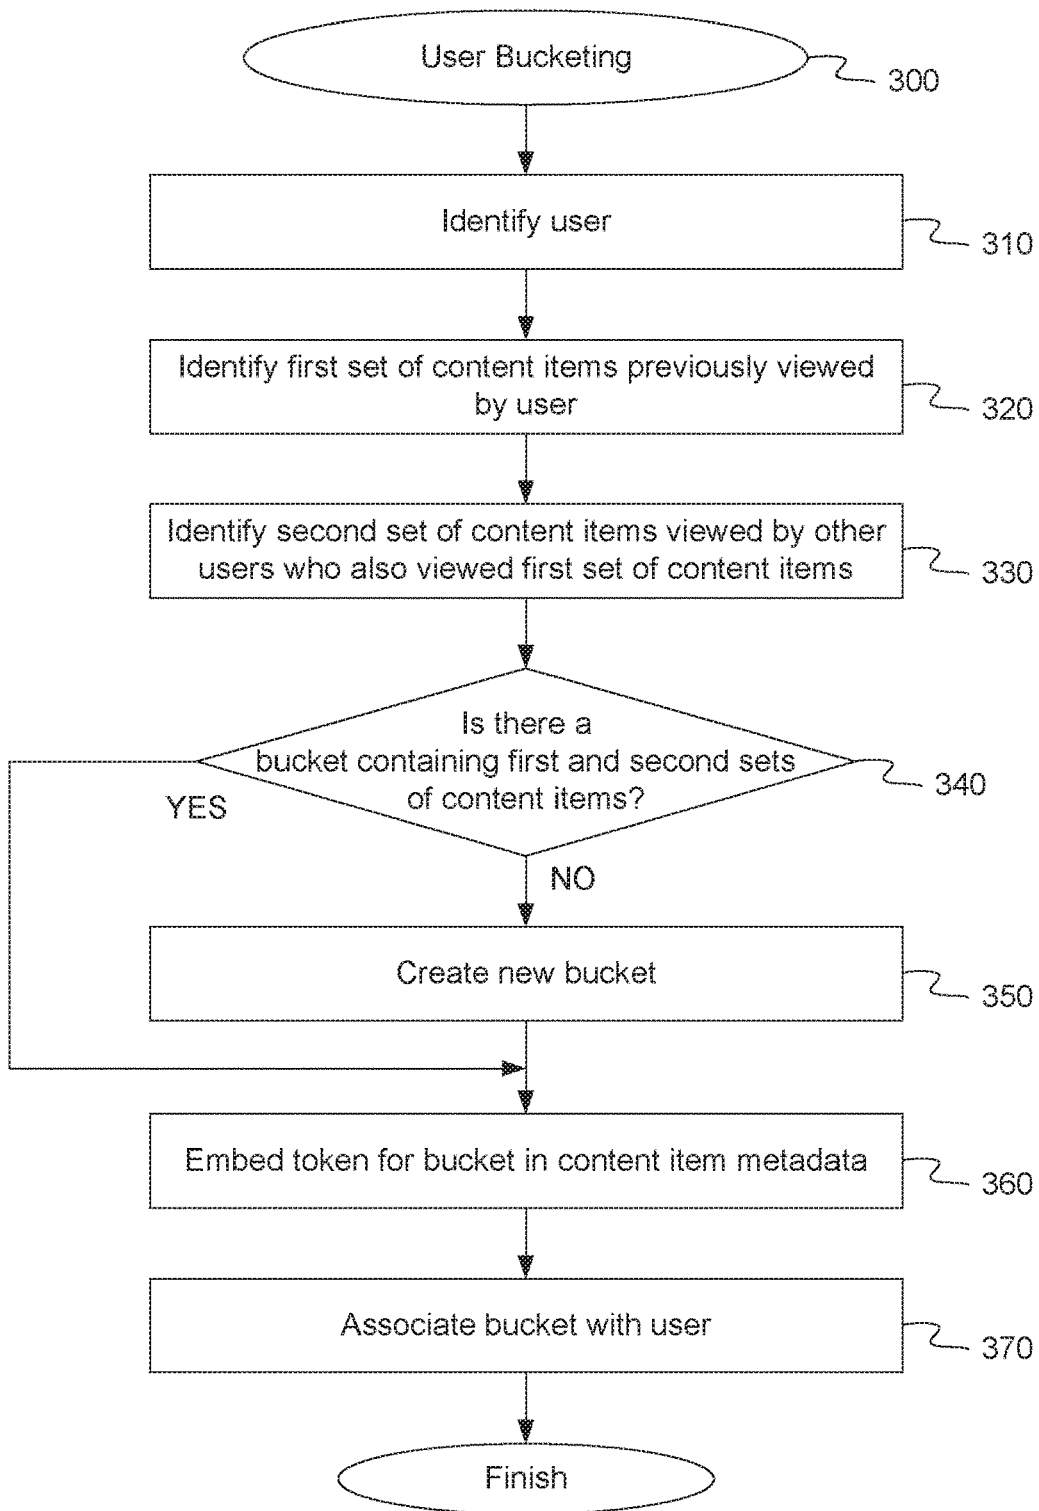 User Bucketing
300
Identify user
310
Identify first set of content items previously viewed
by user
320
Identify second set of content items viewed by other
users who also viewed first set of content items
330
Is there a
bucket containing first and second sets
of content items?
340
YES
NO
Create new bucket
350
Embed token for bucket in content item metadata
360
Associate bucket with user
370
Finish